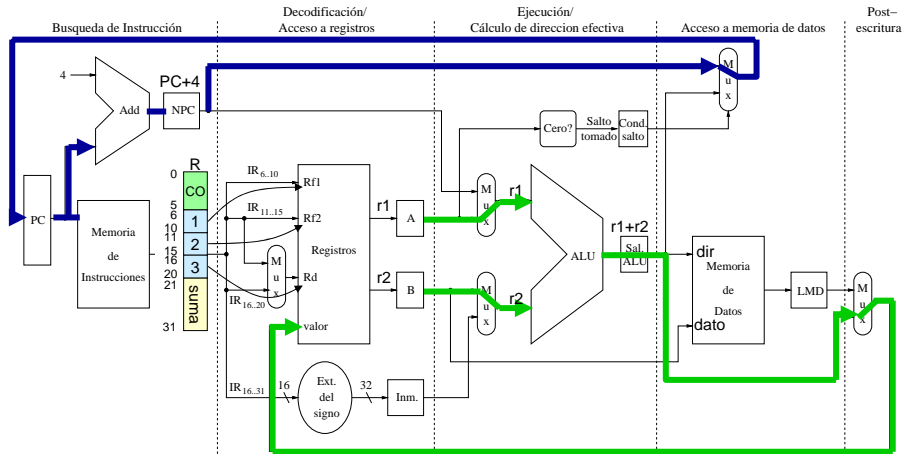 Busqueda de Instrucción
Decodificación/
Acceso a registros
Ejecución/
Cálculo de direccion efectiva
Acceso a memoria de datos
Post–
escritura
4
Add
PC+4
NPC
M
u
x
Cero?
Salto
tomado
Cond.
salto
PC
Memoria
de
Instrucciones
R
0
CO
5
6
1
10
11
2
15
16
3
20
21
suma
31
IR6..10
IR11..15
M
u
x
IR16..20
Rf1
Rf2
Registros
Rd
valor
r1
A
r2
B
M
u
x
r1
M
u
x
r2
ALU
r1+r2
Sal.
ALU
dir
Memoria
de
Datos
dato
LMD
M
u
x
IR16..31
16
Ext.
del
signo
32
Inm.